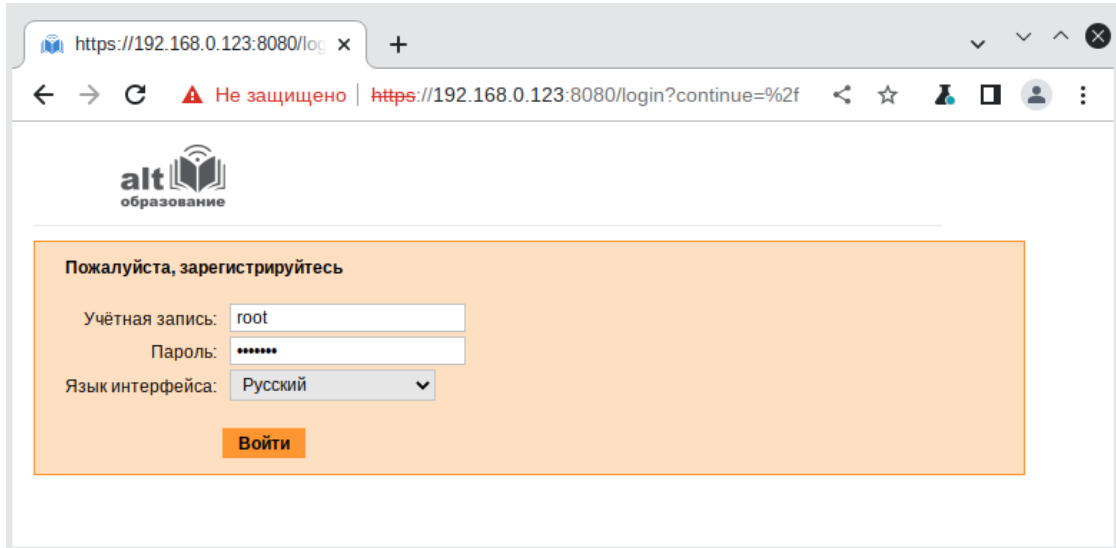 https://192.168.0.123:8080/log
Не защищено https://192.168.0.123:8080/login?continue=%2f
alt
образование
Пожалуйста, зарегистрируйтесь
Учётная запись: root
Пароль: •••••••
Язык интерфейса: Русский
Войти